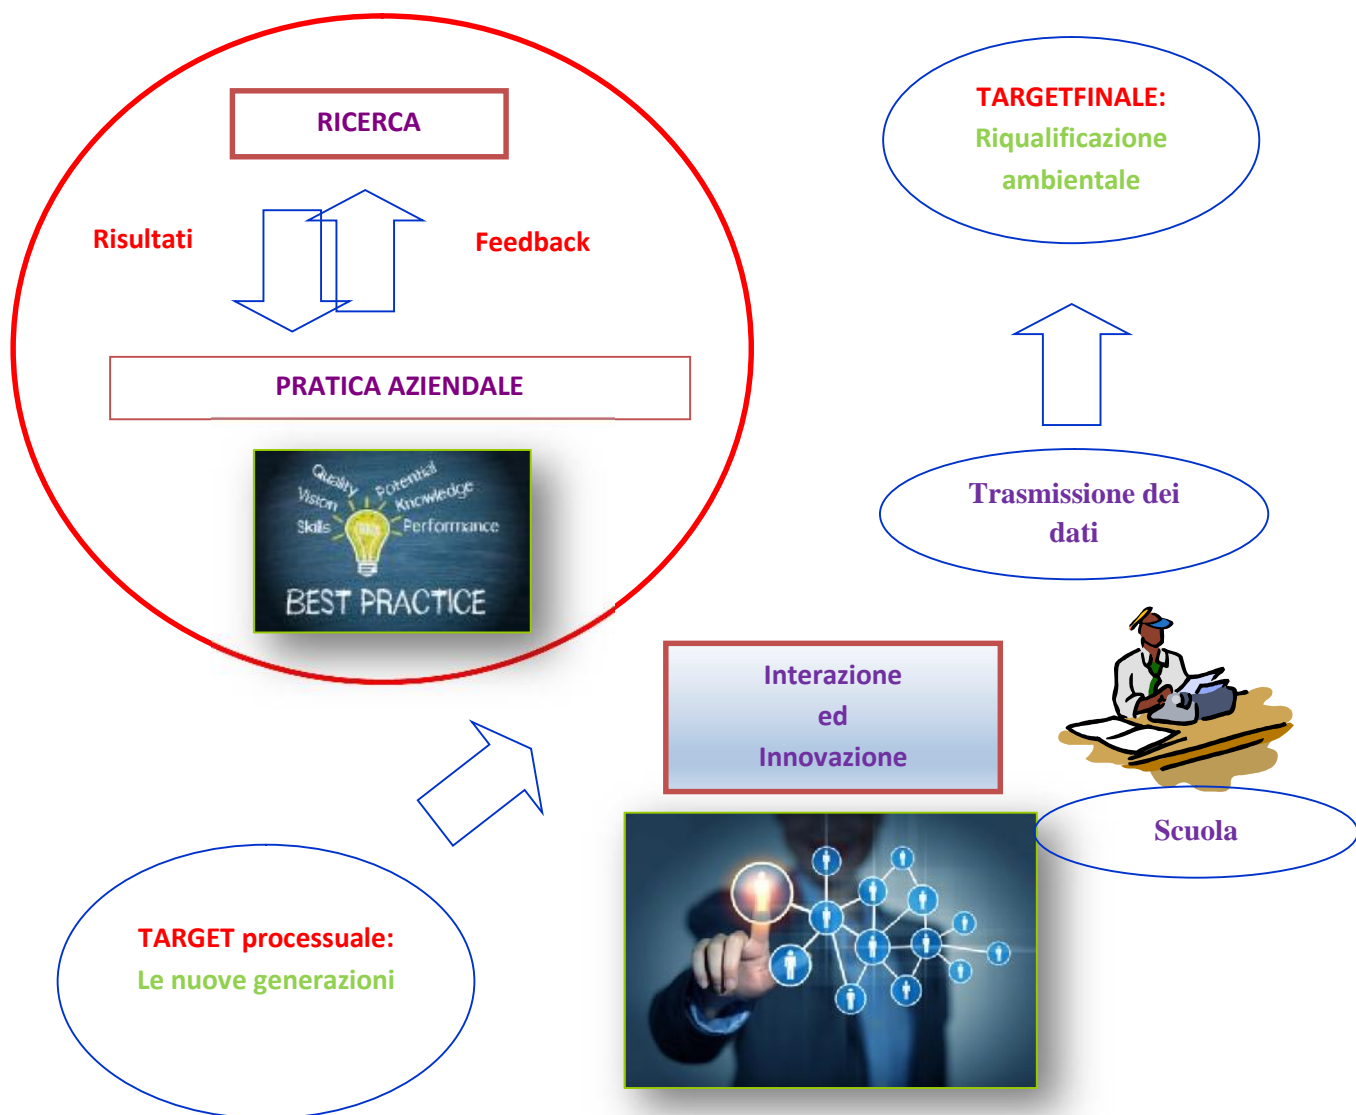 RICERCA
Risultati
Feedback
PRATICA AZIENDALE
Quality
Potential
Vision
Knowledge
Skills
Performance
BEST PRACTICE
TARGETFINALE:
Riqualificazione
ambientale
Trasmissione dei
dati
Interazione
ed
Innovazione
Scuola
TARGET processuale:
Le nuove generazioni